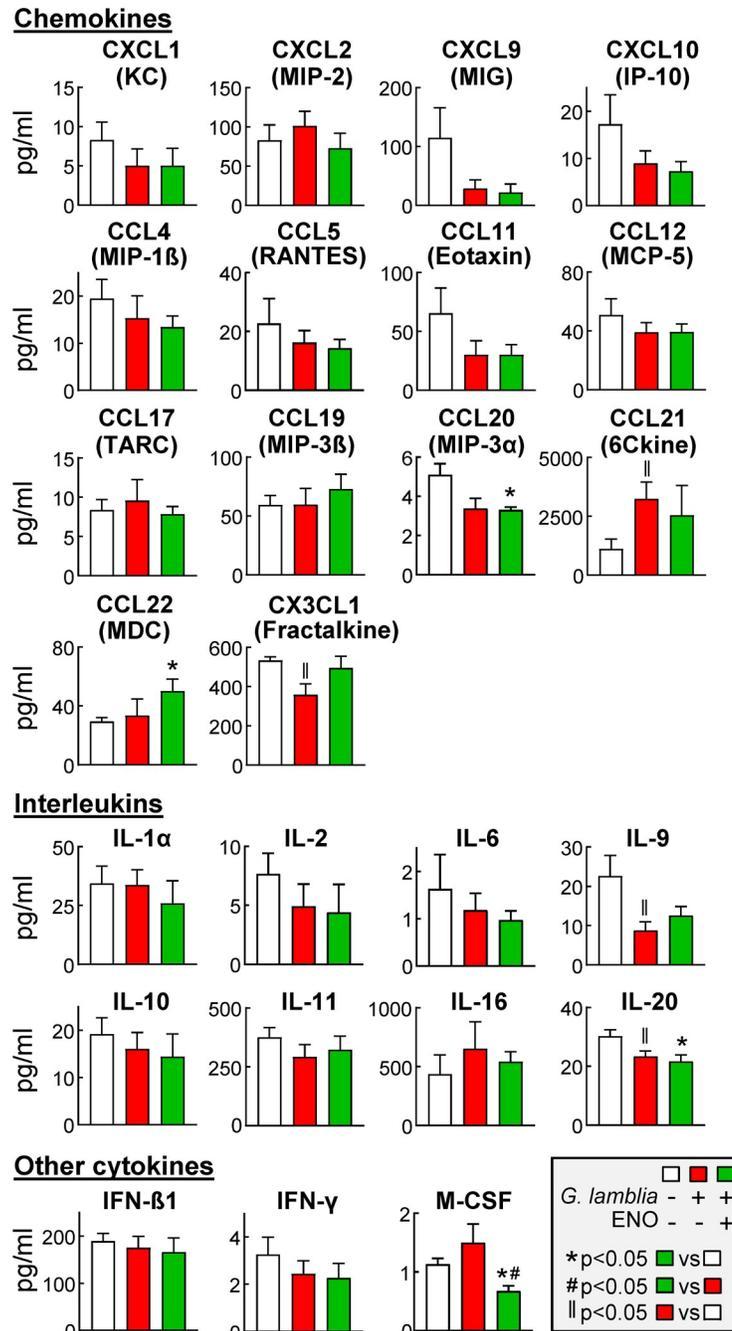 Chemokines
CXCL1 CXCL2 CXCL9 CXCL10
(KC) (MIP-2) (MIG) (IP-10)
pg/ml
15 150 200 20
10 100 100 10
5 50 0 0
0 0
CCL4 CCL5 CCL11 CCL12
(MIP-1ß) (RANTES) (Eotaxin) (MCP-5)
pg/ml
20 40 100 80
10 20 50 40
0 0 0 0
CCL17 CCL19 CCL20 CCL21
(TARC) (MIP-3ß) (MIP-3α) (6Ckine)
pg/ml
15 100 6 5000
10 50 4 2500
5 0 2 0
0 0
* ||
CCL22 CX3CL1
(MDC) (Fractalkine)
pg/ml
80 600
40 400
0 200
0
* ||
Interleukins
IL-1α IL-2 IL-6 IL-9
pg/ml
50 10 2 30
25 5 1 20
0 0 0 10
0
||
IL-10 IL-11 IL-16 IL-20
pg/ml
20 500 1000 40
10 250 500 20
0 0 0 0
|| *
Other cytokines
IFN-ß1 IFN-γ M-CSF
pg/ml
200 4 2
100 2 1
0 0 0
*#
G. lamblia - + +
ENO - - +
* p<0.05 vs
# p<0.05 vs
|| p<0.05 vs